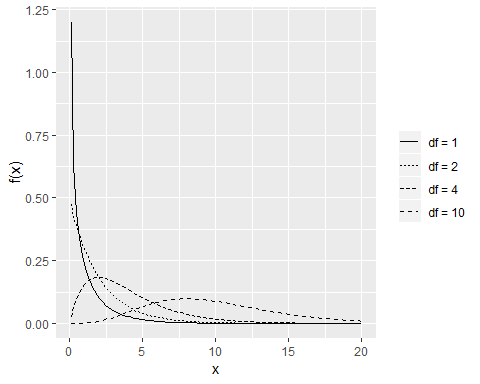 1.25
1.00
0.75
0.50
0.25
0.00
f(x)
0
5
10
15
20
x
df = 1
df = 2
df = 4
df = 10